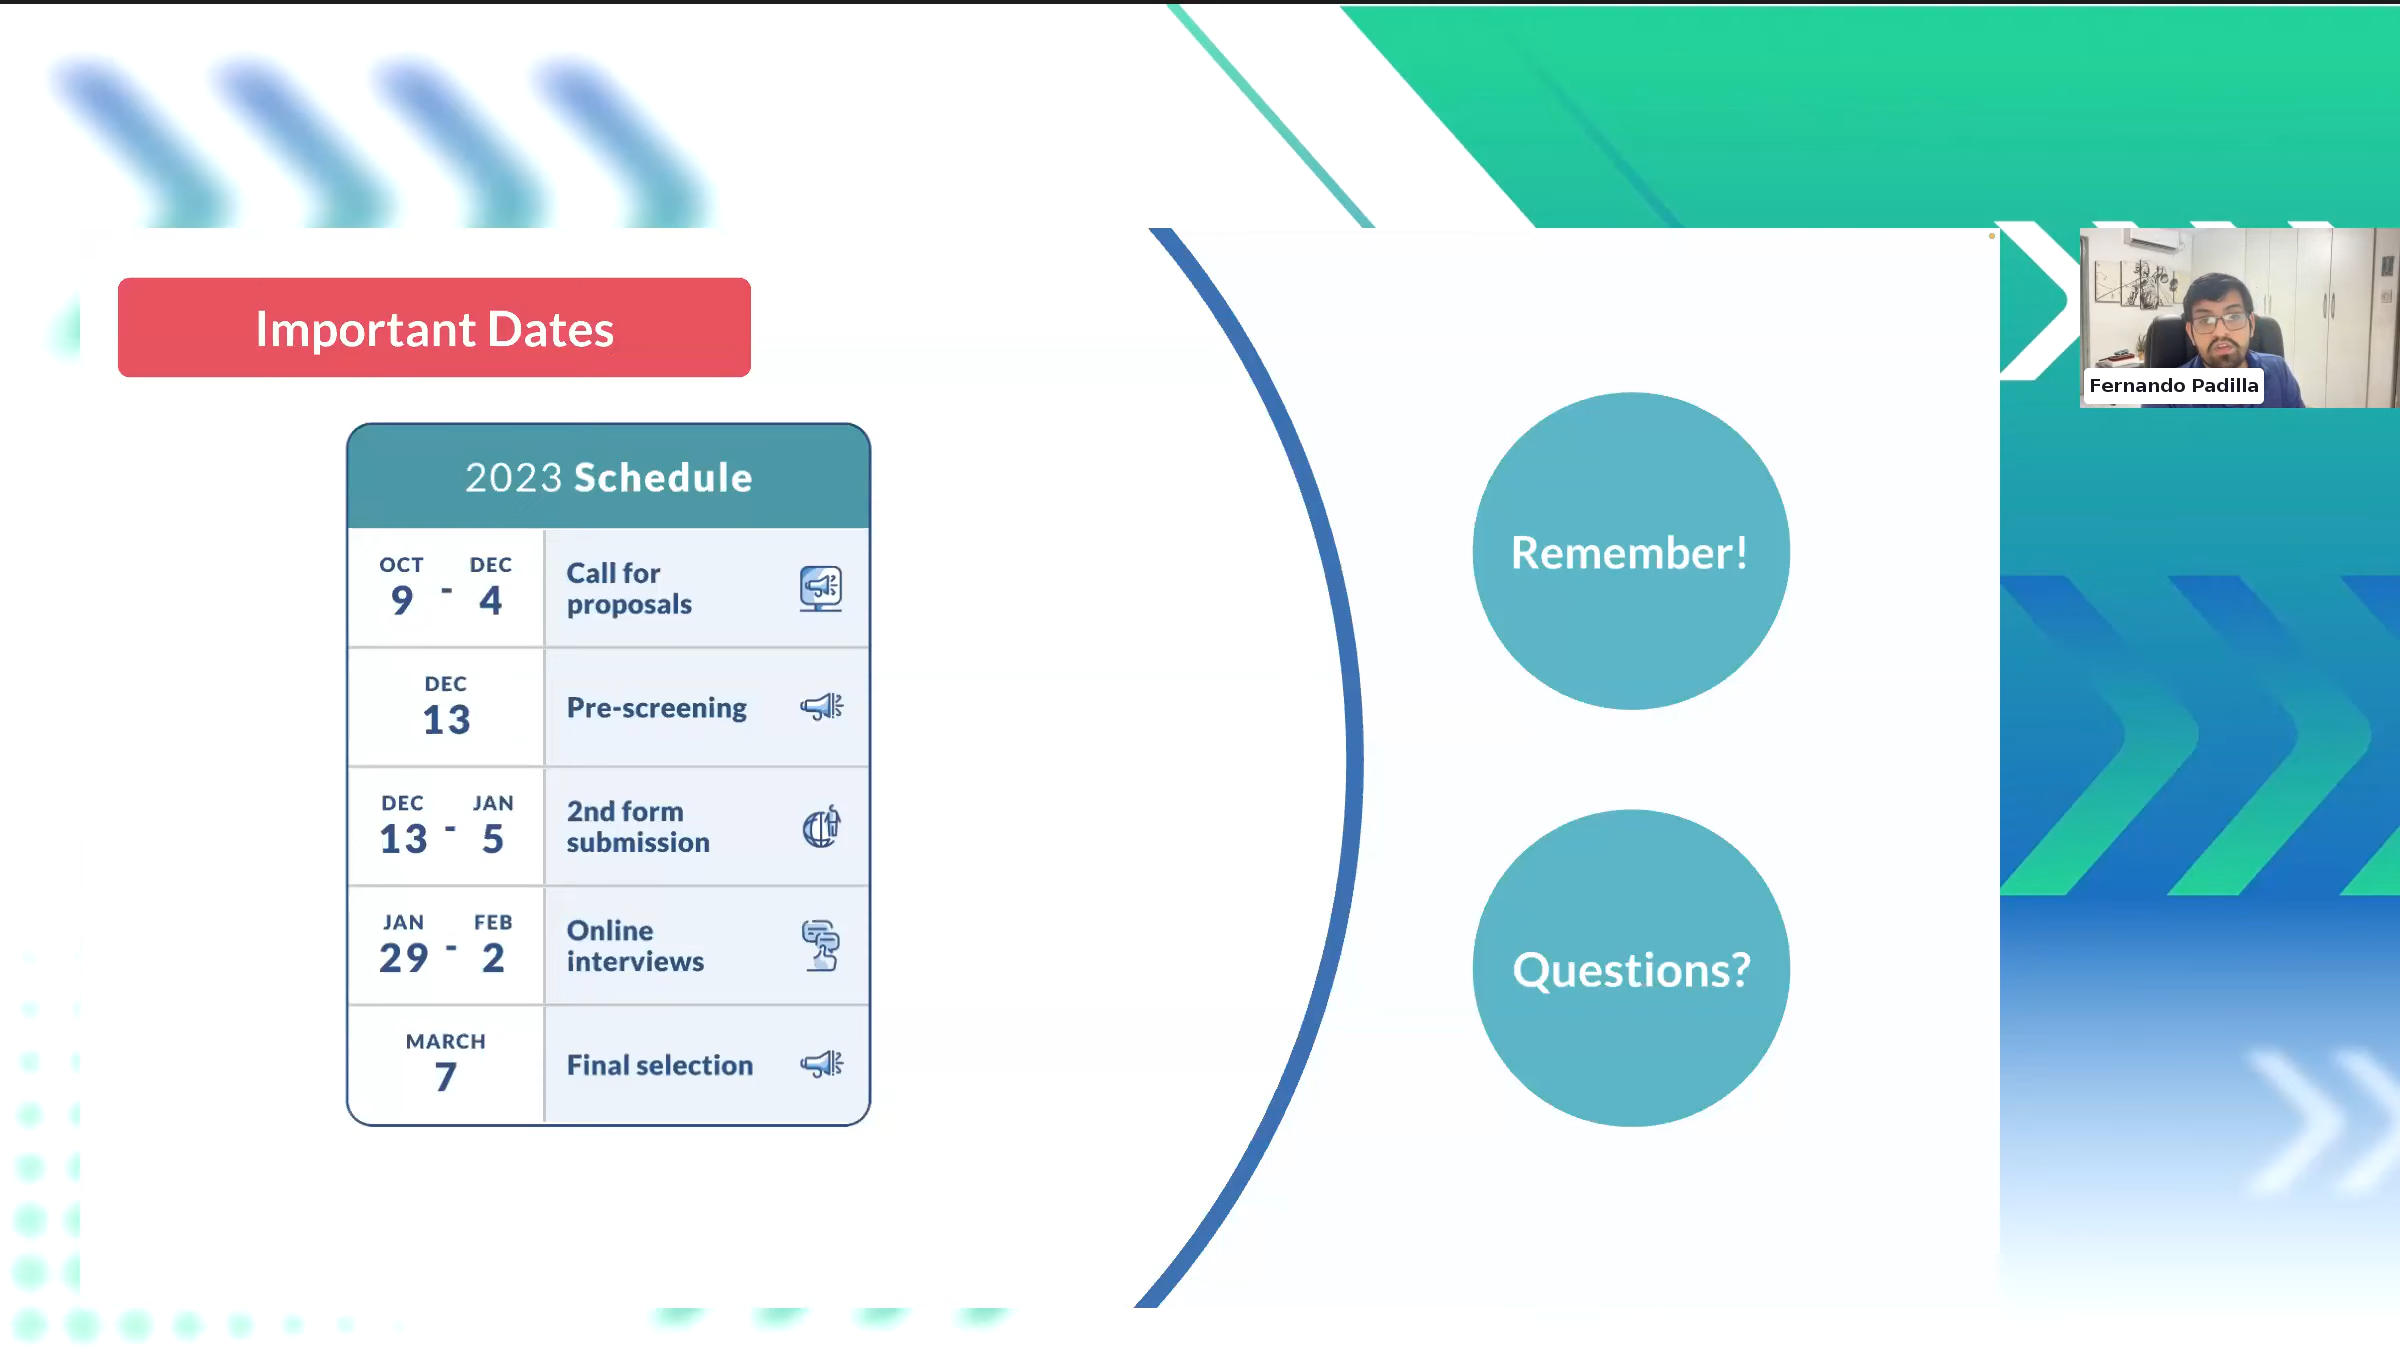 Important Dates
2023 Schedule
OCT 9 - DEC 4
Call for
proposals
DEC
13
Pre-screening
DEC 13 - JAN 5
2nd form
submission
JAN 29 - FEB 2
Online
interviews
MARCH
7
Final selection
Remember!
Questions?
Fernando Padilla